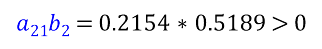 a₂₁b₂ = 0.2154 * 0.5189 > 0